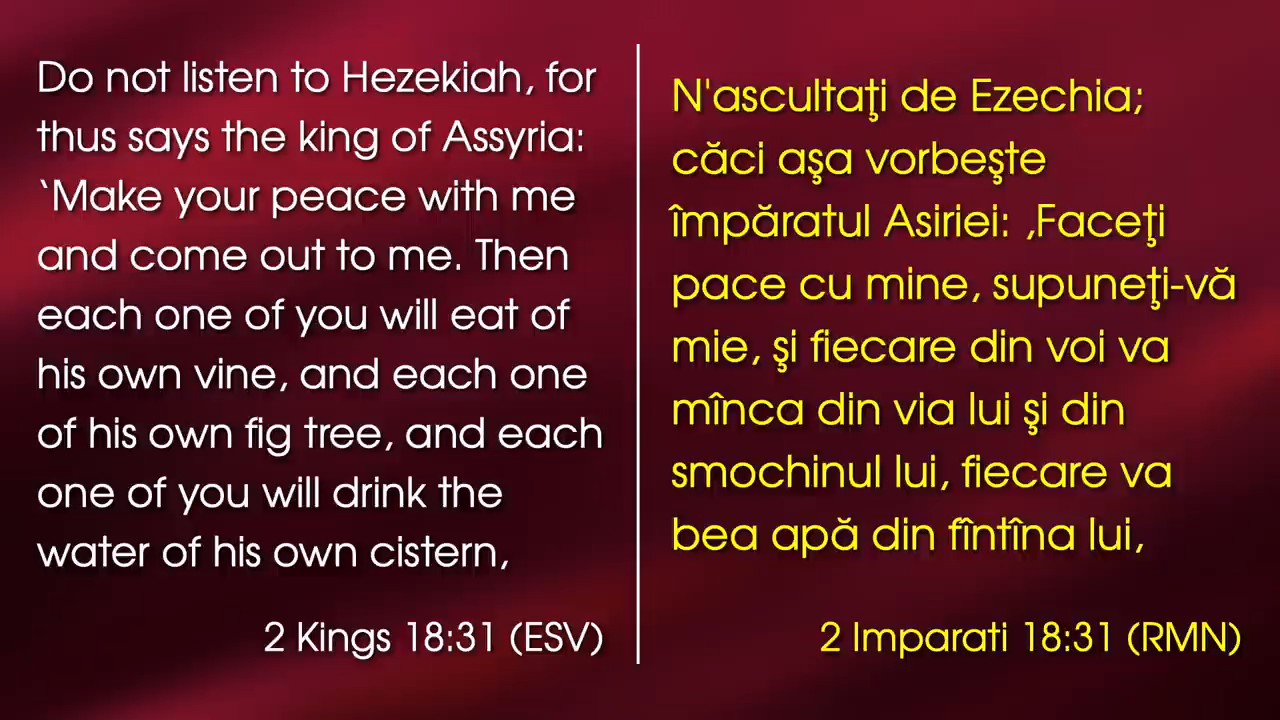 Do not listen to Hezekiah, for
thus says the king of Assyria:
‘Make your peace with me
and come out to me. Then
each one of you will eat of
his own vine, and each one
of his own fig tree, and each
one of you will drink the
water of his own cistern,
2 Kings 18:31 (ESV)
N'ascultaţi de Ezechia;
căci aşa vorbeşte
împăratul Asiriei: ‚Faceţi
pace cu mine, supuneţi-vă
mie, şi fiecare din voi va
mînca din via lui şi din
smochinul lui, fiecare va
bea apă din fîntîna lui,
2 Imparati 18:31 (RMN)